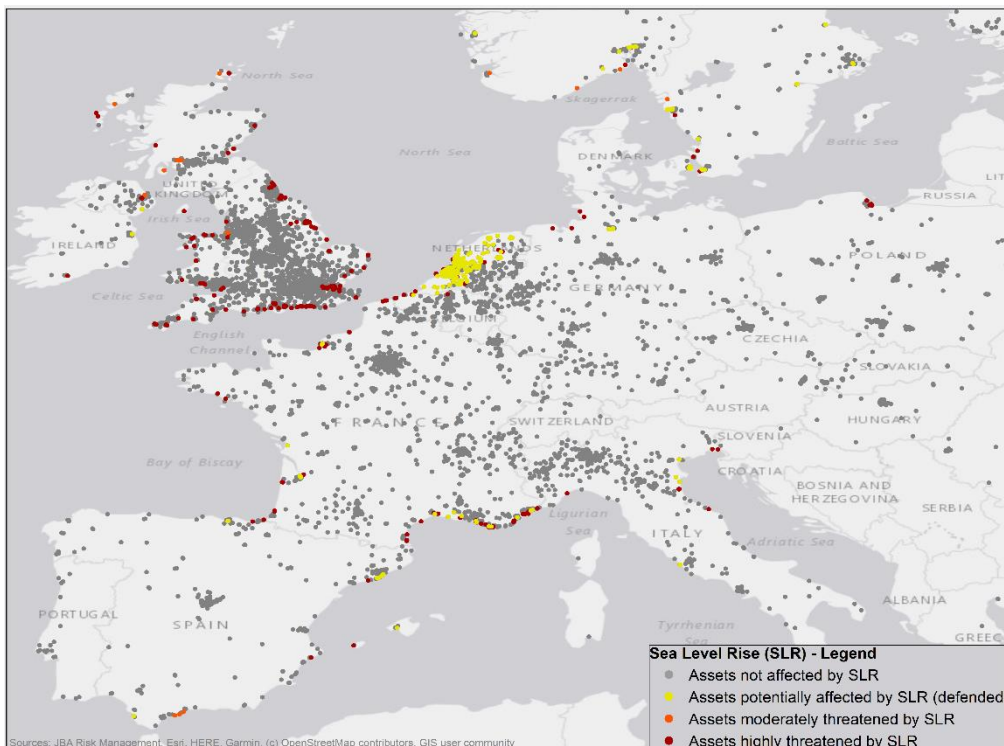 North Sea
Skagerrak
North Sea
DENMARK
Baltic Sea
LIT
RUSSIA
UNITED
KINGDOM
Irish Sea
IRELAND
NETHERLANDS
POLAND
GERMANY
Celtic Sea
BELGIUM
English
Channel
CZECHIA
SLOVAKIA
AUSTRIA
HUNGARY
FRANCE
SWITZERLAND
SLOVENIA
CROATIA
Bay of Biscay
BOSNIA AND
HERZEGOVINA
SERBIA
Ligurian
Sea
ITALY
Adriatic Sea
PORTUGAL
SPAIN
ALBANIA
Tyrrhenian
Sea
GREEC
Sea Level Rise (SLR) - Legend
Assets not affected by SLR
Assets potentially affected by SLR (defended
Assets moderately threatened by SLR
Assets highly threatened by SLR
Sources: JBA Risk Management, Esri, HERE, Garmin, (c) OpenStreetMap contributors, GIS user community